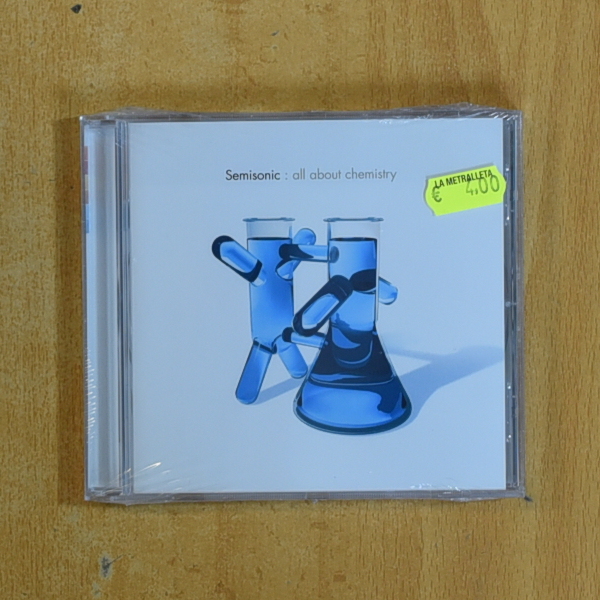 Semisonic : all about chemistry
LA METRALLETA
€ 4,00